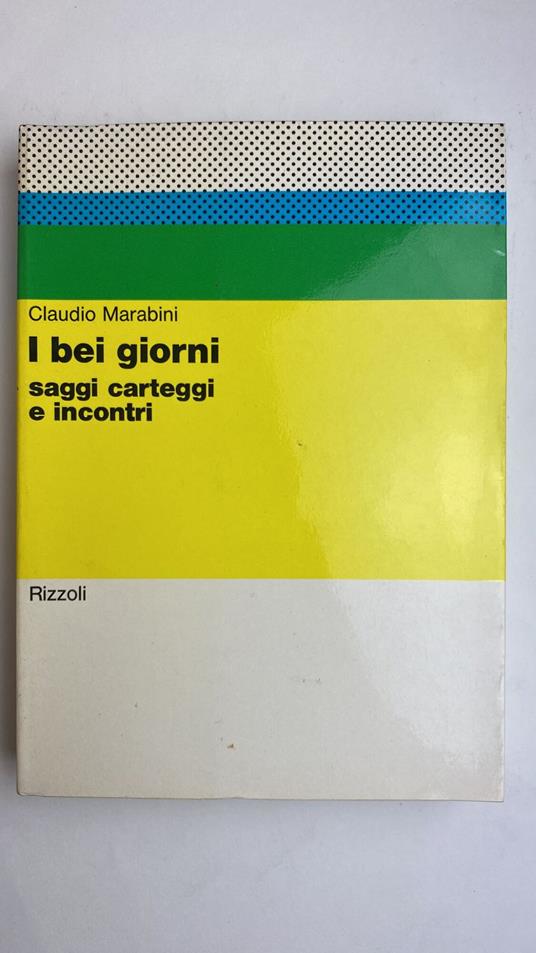 Claudio Marabini
I bei giorni
saggi carteggi
e incontri
Rizzoli